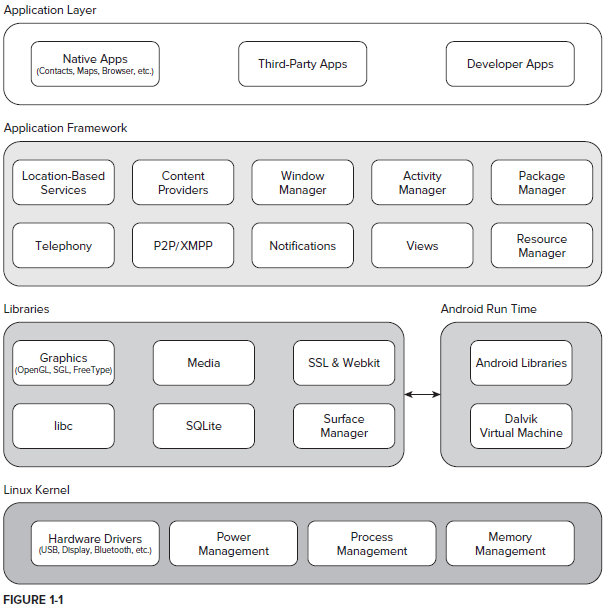 Application Layer
Native Apps
(Contacts, Maps, Browser, etc.)
Third-Party Apps
Developer Apps
Application Framework
Location-Based
Services
Content
Providers
Window
Manager
Activity
Manager
Package
Manager
Telephony
P2P/XMPP
Notifications
Views
Resource
Manager
Libraries
Graphics
(OpenGL, SGL, FreeType)
Media
SSL & Webkit
libc
SQLite
Surface
Manager
Android Run Time
Android Libraries
Dalvik
Virtual Machine
Linux Kernel
Hardware Drivers
(USB, Display, Bluetooth, etc.)
Power
Management
Process
Management
Memory
Management
FIGURE 1-1